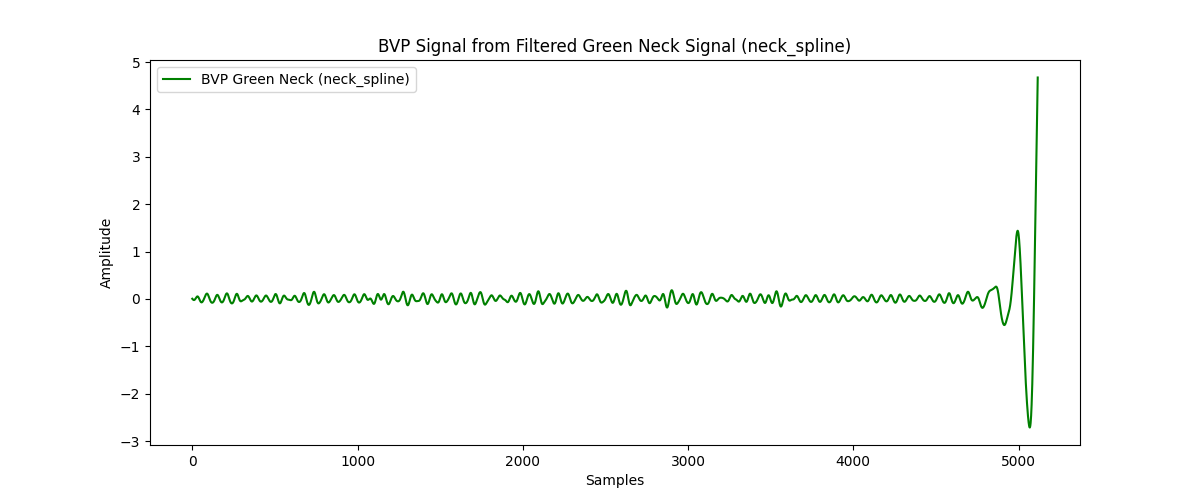 BVP Signal from Filtered Green Neck Signal (neck_spline)
BVP Green Neck (neck_spline)
5
4
3
2
1
0
−1
−2
−3
Amplitude
0 1000 2000 3000 4000 5000
Samples